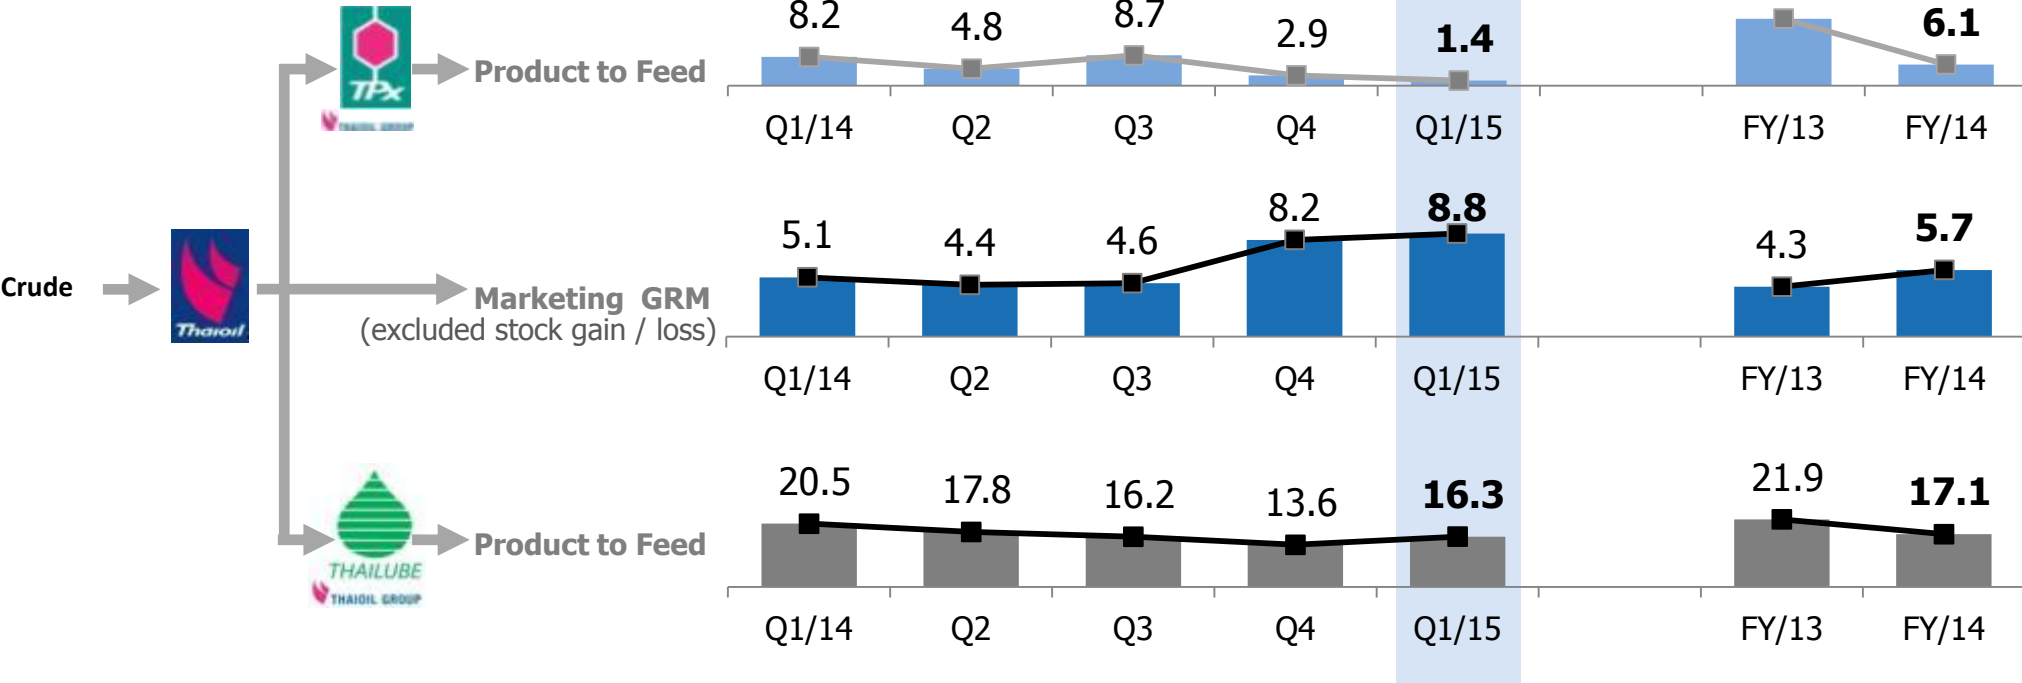 8.2 4.8 8.7 2.9 1.4 6.1
TPX
Product to Feed
THAIOIL GROUP
Q1/14 Q2 Q3 Q4 Q1/15 FY/13 FY/14
5.1 4.4 4.6 8.2 8.8 4.3 5.7
Crude
Thaioil
Marketing GRM
(excluded stock gain / loss)
Q1/14 Q2 Q3 Q4 Q1/15 FY/13 FY/14
20.5 17.8 16.2 13.6 16.3 21.9 17.1
Product to Feed
THAILUBE
THAIOIL GROUP
Q1/14 Q2 Q3 Q4 Q1/15 FY/13 FY/14